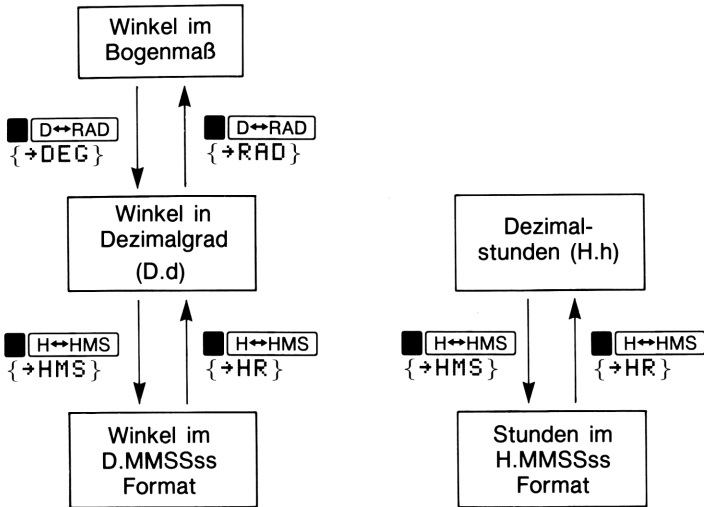 Winkel im
Bogenmaß
D↔RAD
{→DEG}
D↔RAD
{→RAD}
Winkel in
Dezimalgrad
(D.d)
Dezimal-
stunden (H.h)
H↔HMS
{→HMS}
H↔HMS
{→HR}
H↔HMS
{→HMS}
H↔HMS
{→HR}
Winkel im
D.MMSSss
Format
Stunden im
H.MMSSss
Format